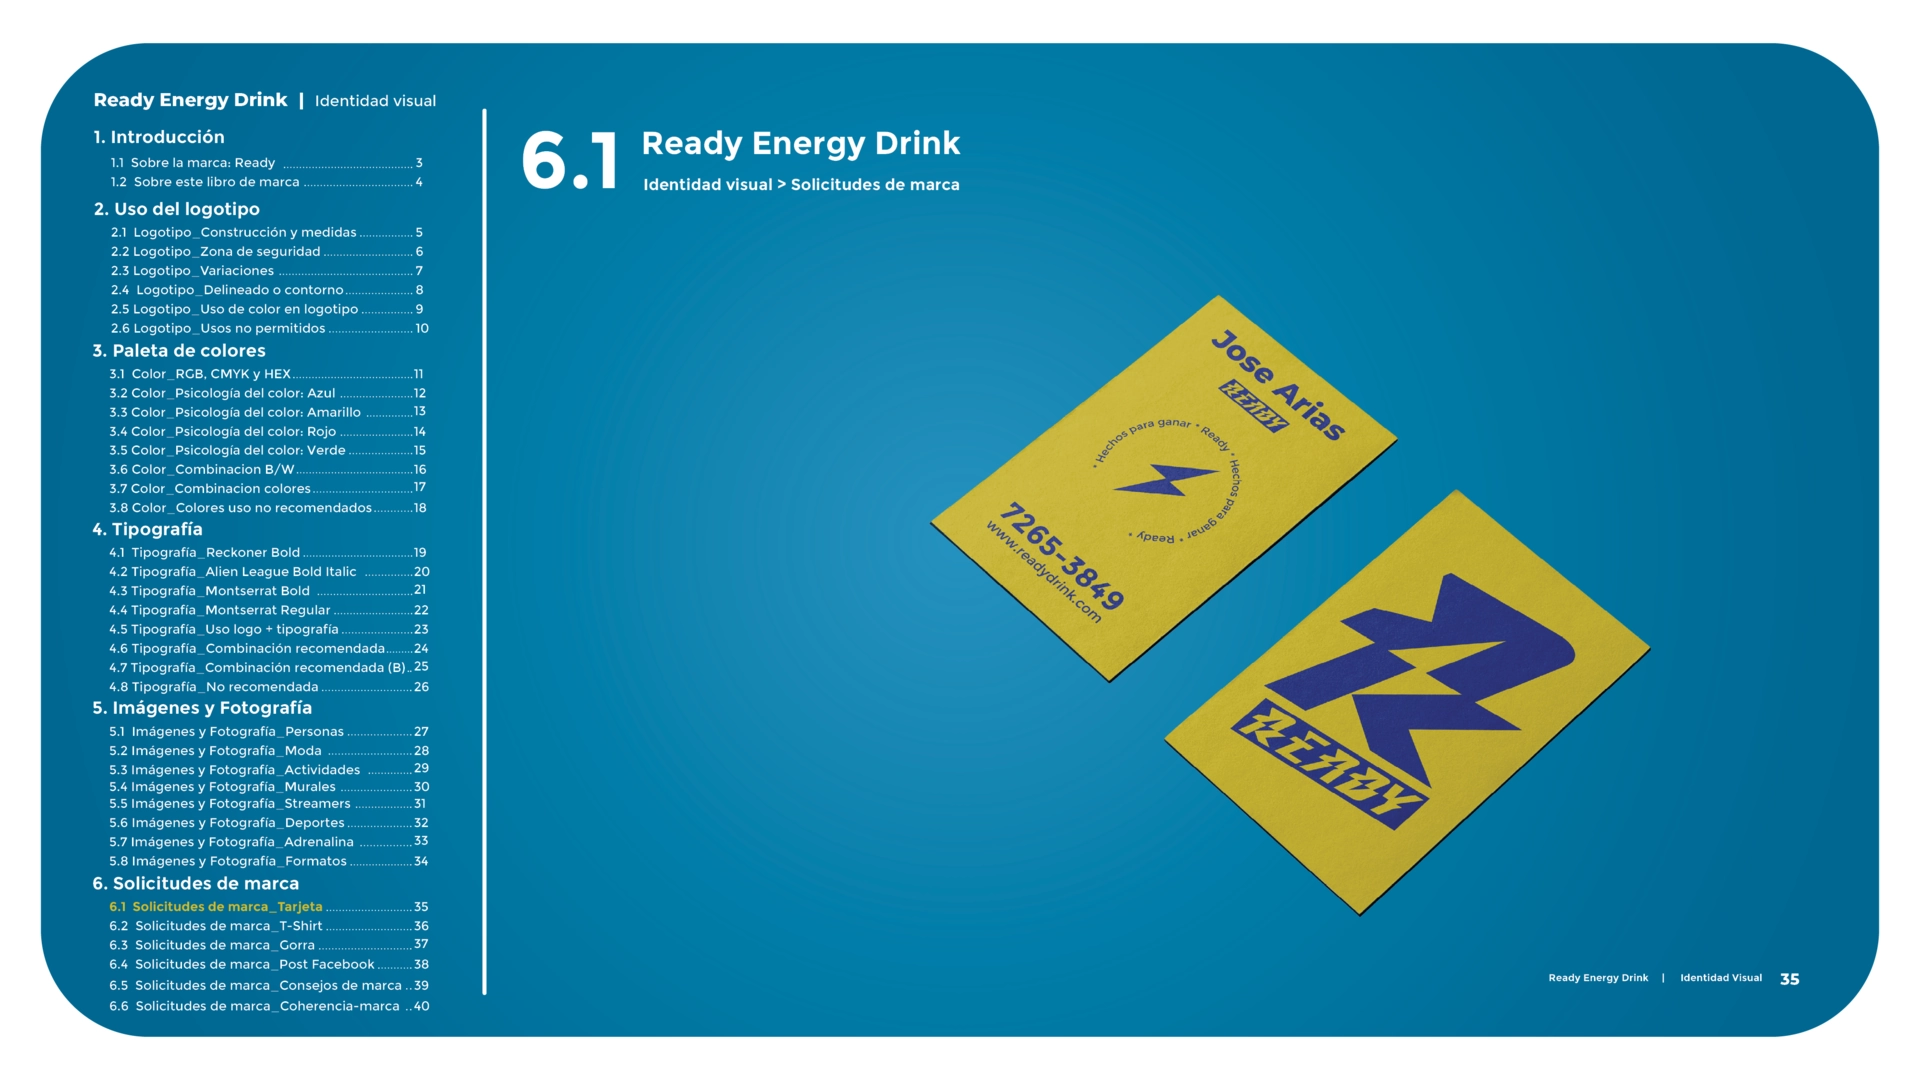 Ready Energy Drink | Identidad visual
1. Introducción
1.1 Sobre la marca: Ready ........................................ 3
1.2 Sobre este libro de marca ................................. 4
2. Uso del logotipo
2.1 Logotipo_Construcción y medidas ................ 5
2.2 Logotipo_Zona de seguridad ........................... 6
2.3 Logotipo_Variaciones ......................................... 7
2.4 Logotipo_Delineado o contorno .................... 8
2.5 Logotipo_Uso de color en logotipo ............... 9
2.6 Logotipo_Usos no permitidos ......................... 10
3. Paleta de colores
3.1 Color_RGB, CMYK y HEX ..................................... 11
3.2 Color_Psicología del color: Azul ...................... 12
3.3 Color_Psicología del color: Amarillo .............. 13
3.4 Color_Psicología del color: Rojo ...................... 14
3.5 Color_Psicología del color: Verde .................... 15
3.6 Color_Combinacion B/W .................................... 16
3.7 Color_Combinacion colores ............................... 17
3.8 Color_Colores uso no recomendados ............ 18
4. Tipografía
4.1 Tipografía_Reckoner Bold .................................. 19
4.2 Tipografía_Alien League Bold Italic ............... 20
4.3 Tipografía_Montserrat Bold ............................. 21
4.4 Tipografía_Montserrat Regular ........................ 22
4.5 Tipografía_Uso logo + tipografía ...................... 23
4.6 Tipografía_Combinación recomendada ........ 24
4.7 Tipografía_Combinación recomendada (B) .. 25
4.8 Tipografía_No recomendada ............................ 26
5. Imágenes y Fotografía
5.1 Imágenes y Fotografía_Personas ..................... 27
5.2 Imágenes y Fotografía_Moda .......................... 28
5.3 Imágenes y Fotografía_Actividades .............. 29
5.4 Imágenes y Fotografía_Murales ...................... 30
5.5 Imágenes y Fotografía_Streamers .................. 31
5.6 Imágenes y Fotografía_Deportes ..................... 32
5.7 Imágenes y Fotografía_Adrenalina ................ 33
5.8 Imágenes y Fotografía_Formatos .................... 34
6. Solicitudes de marca
6.1 Solicitudes de marca_Tarjeta ........................... 35
6.2 Solicitudes de marca_T-Shirt ........................... 36
6.3 Solicitudes de marca_Gorra ............................. 37
6.4 Solicitudes de marca_Post Facebook ........... 38
6.5 Solicitudes de marca_Consejos de marca .. 39
6.6 Solicitudes de marca_Coherencia-marca .. 40
6.1 Ready Energy Drink
Identidad visual > Solicitudes de marca
Jose Arias
READY
* Hechos para ganar * Ready * Hechos para ganar * Ready *
7265-3849
www.readydrink.com
R
READY
Ready Energy Drink | Identidad Visual 35